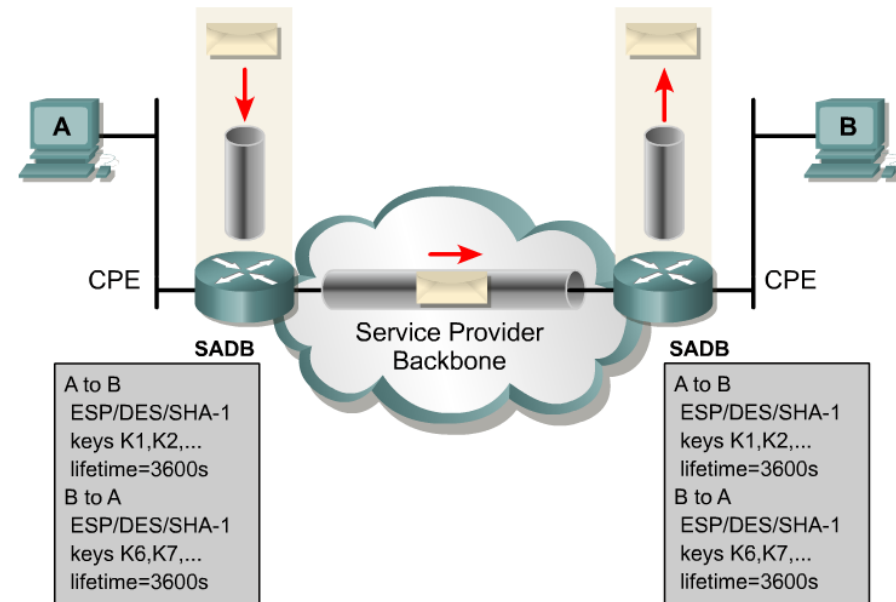 A
B
CPE
CPE
Service Provider
Backbone
SADB
A to B
ESP/DES/SHA-1
keys K1,K2,...
lifetime=3600s
B to A
ESP/DES/SHA-1
keys K6,K7,...
lifetime=3600s
SADB
A to B
ESP/DES/SHA-1
keys K1,K2,...
lifetime=3600s
B to A
ESP/DES/SHA-1
keys K6,K7,...
lifetime=3600s